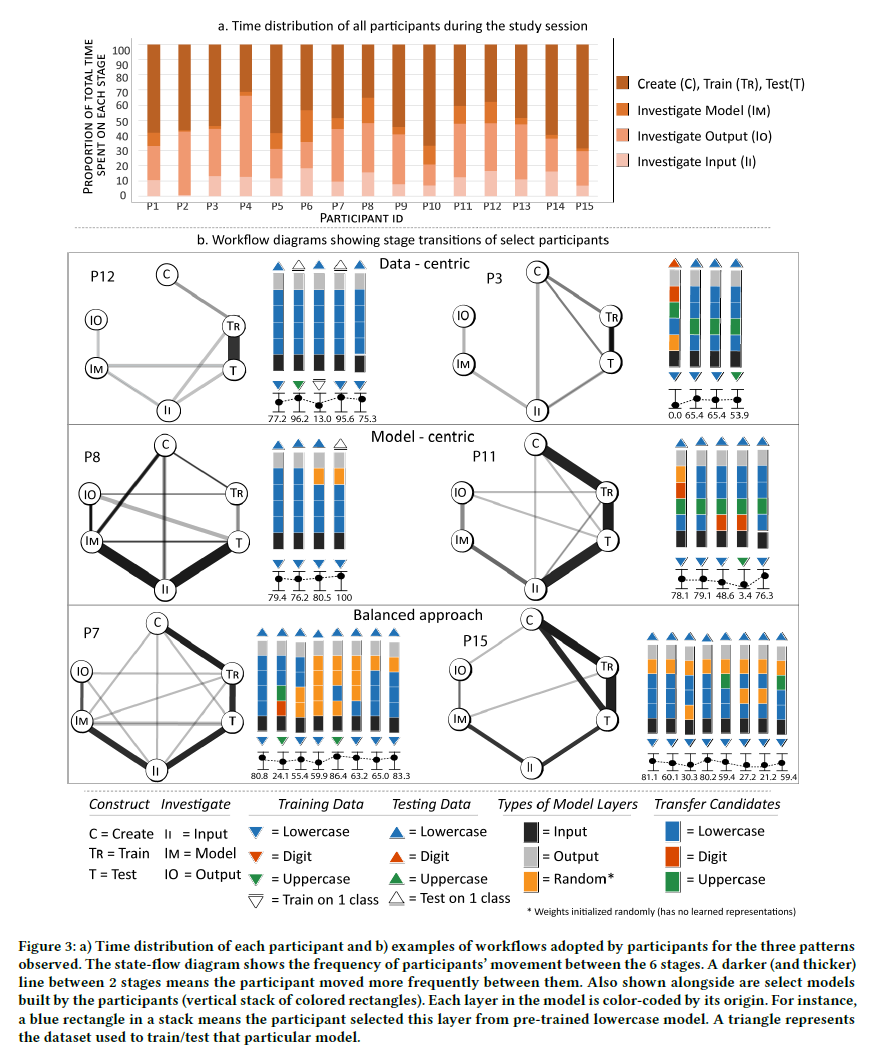 a. Time distribution of all participants during the study session
PROPORTION OF TOTAL TIME
SPENT ON EACH STAGE
100
90
80
70
60
50
40
30
20
10
0
P1 P2 P3 P4 P5 P6 P7 P8 P9 P10 P11 P12 P13 P14 P15
PARTICIPANT ID
Create (C), Train (TR), Test(T)
Investigate Model (IM)
Investigate Output (IO)
Investigate Input (II)
b. Workflow diagrams showing stage transitions of select participants
Data - centric
P12
C
TR
T
II
IM
IO
77.2 96.2 13.0 95.6 75.3
P3
C
TR
T
II
IM
IO
0.0 65.4 65.4 53.9
Model - centric
P8
C
TR
T
II
IM
IO
79.4 76.2 80.5 100
P11
C
TR
T
II
IM
IO
78.1 79.1 48.6 3.4 76.3
Balanced approach
P7
C
TR
T
II
IM
IO
80.8 24.1 55.4 59.9 86.4 63.2 65.0 83.3
P15
C
TR
T
II
IM
IO
81.1 60.1 30.3 80.2 59.4 27.2 21.2 59.4
Construct Investigate Training Data Testing Data Types of Model Layers Transfer Candidates
C = Create II = Input = Lowercase = Lowercase = Input = Lowercase
TR = Train IM = Model = Digit = Digit = Output = Digit
T = Test IO = Output = Uppercase = Uppercase = Random* = Uppercase
= Train on 1 class = Test on 1 class
* Weights initialized randomly (has no learned representations)
Figure 3: a) Time distribution of each participant and b) examples of workflows adopted by participants for the three patterns
observed. The state-flow diagram shows the frequency of participants' movement between the 6 stages. A darker (and thicker)
line between 2 stages means the participant moved more frequently between them. Also shown alongside are select models
built by the participants (vertical stack of colored rectangles). Each layer in the model is color-coded by its origin. For instance,
a blue rectangle in a stack means the participant selected this layer from pre-trained lowercase model. A triangle represents
the dataset used to train/test that particular model.